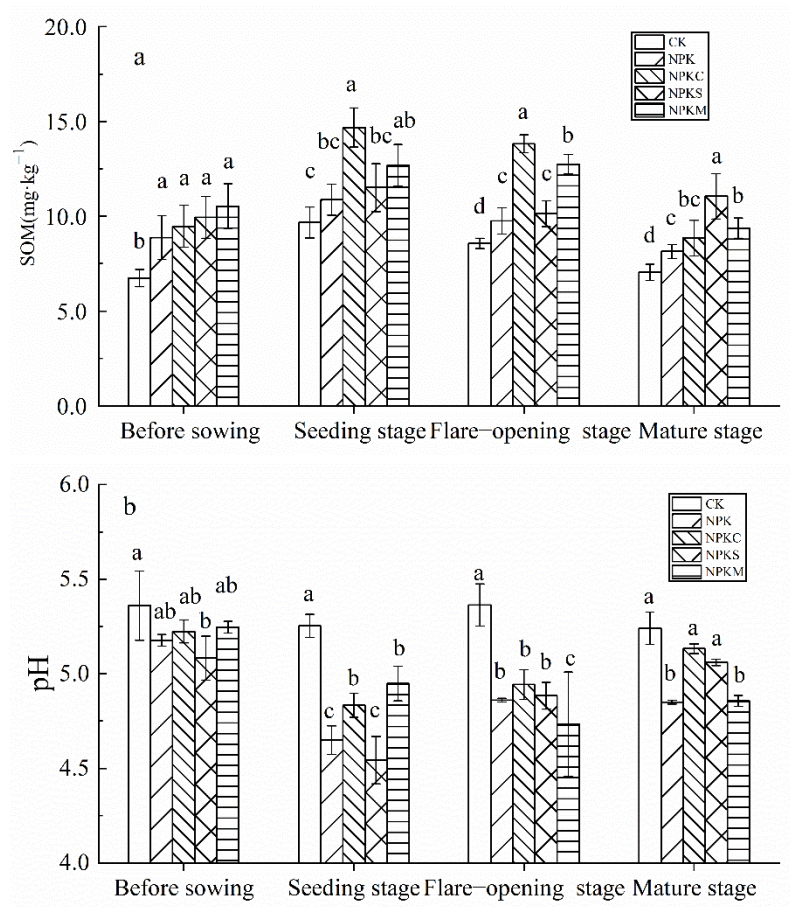 20.0
a
CK
NPK
NPKC
NPKS
NPKM
a
ab
a
15.0
bc
bc
b
a
a
a
a
a
c
c
c
bc
b
SOM(mg·kg⁻¹)
10.0
b
d
d
c
5.0
0.0
Before sowing
Seeding stage
Flare−opening stage
Mature stage
6.0
b
CK
NPK
NPKC
NPKS
NPKM
a
a
5.5
ab
ab
b
ab
a
a
a
a
pH
5.0
b
b
b
b
b
c
b
b
c
c
4.5
4.0
Before sowing
Seeding stage
Flare−opening stage
Mature stage